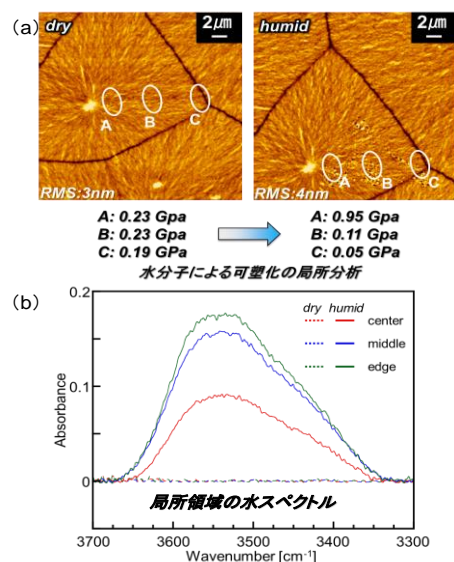 (a)
dry
2μm
A
B
C
RMS:3nm
humid
2μm
A
B
C
RMS:4nm
A: 0.23 Gpa
B: 0.23 Gpa
C: 0.19 GPa
A: 0.95 Gpa
B: 0.11 Gpa
C: 0.05 GPa
水分子による可塑化の局所分析
(b)
0.2
0.1
0
Absorbance
dry humid
center
middle
edge
局所領域の水スペクトル
3700 3600 3500 3400 3300
Wavenumber [cm⁻¹]